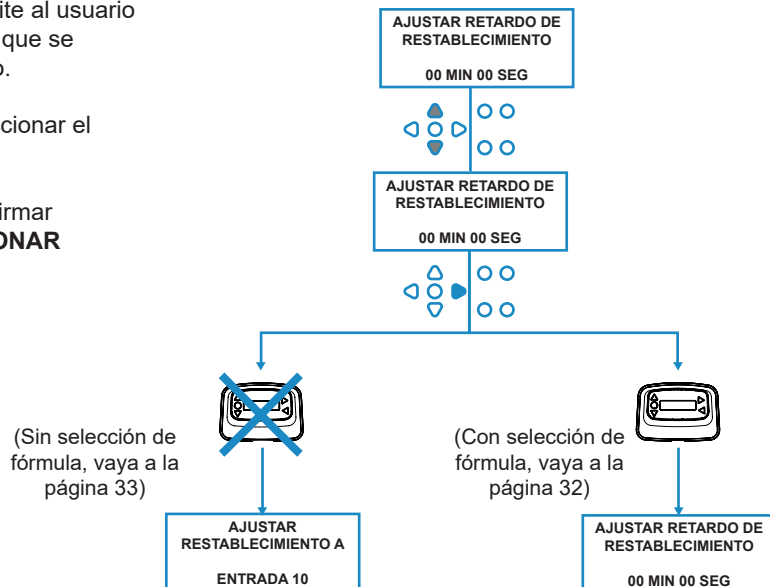 ite al usuario
que se
o.
cionar el
irmar
ONAR
AJUSTAR RETARDO DE
RESTABLECIMIENTO
00 MIN 00 SEG
AJUSTAR RETARDO DE
RESTABLECIMIENTO
00 MIN 00 SEG
(Sin selección de
fórmula, vaya a la
página 33)
(Con selección de
fórmula, vaya a la
página 32)
AJUSTAR
RESTABLECIMIENTO A
ENTRADA 10
AJUSTAR RETARDO DE
RESTABLECIMIENTO
00 MIN 00 SEG